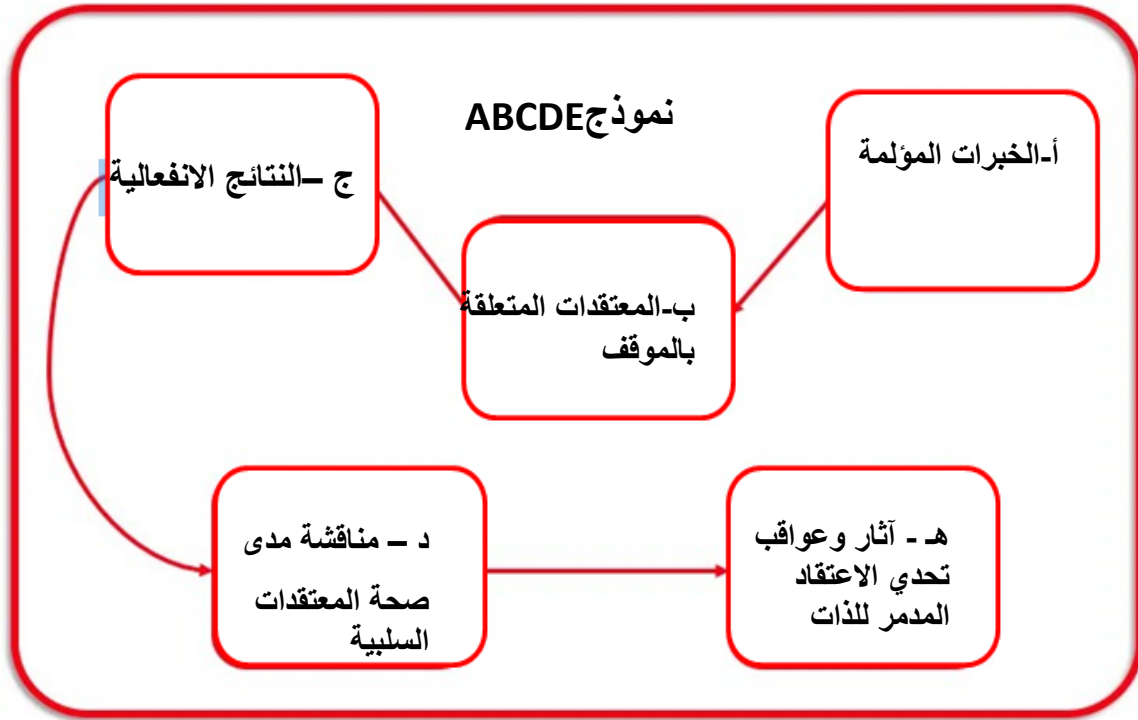 نموذجABCDE
أ-الخبرات المؤلمة
ب-المعتقدات المتعلقة
بالموقف
ج –النتائج الانفعالية
د – مناقشة مدى
صحة المعتقدات
السلبية
هـ - آثار وعواقب
تحدي الاعتقاد
المدمر للذات